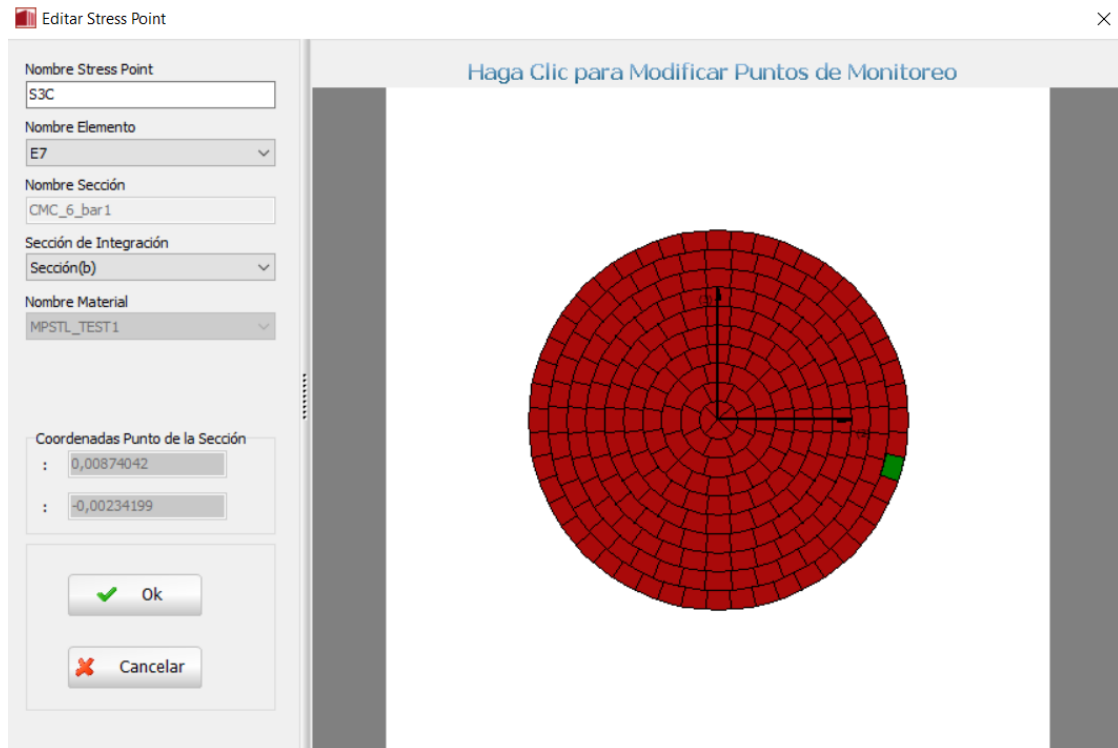 Editar Stress Point
Haga Clic para Modificar Puntos de Monitoreo
Nombre Stress Point
S3C
Nombre Elemento
E7
Nombre Sección
CMC_6_bar1
Sección de Integración
Sección(b)
Nombre Material
MPSTL_TEST1
Coordenadas Punto de la Sección
: 0,00874042
: -0,00234199
Ok
Cancelar
(3)
(2)